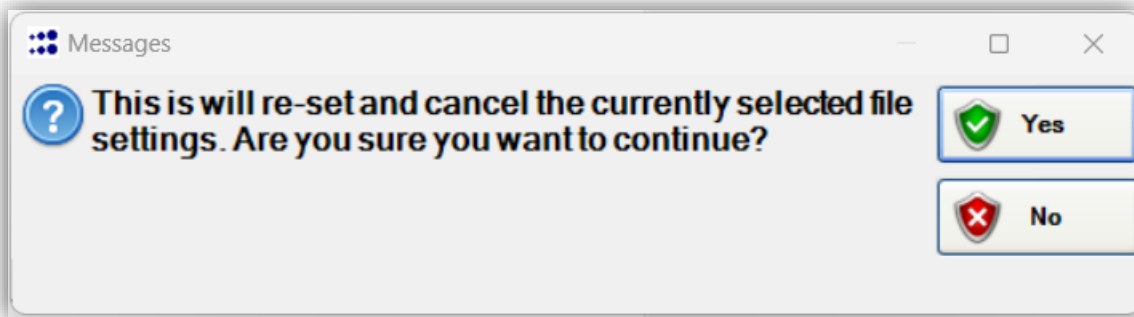 Messages
This is will re-set and cancel the currently selected file
settings. Are you sure you want to continue?
Yes
No